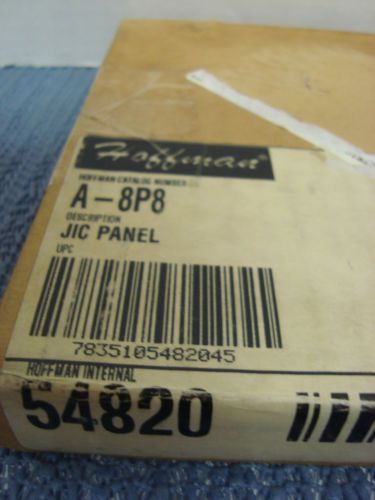 Hoffman
HOFFMAN CATALOG NUMBER
A-8P8
DESCRIPTION
JIC PANEL
UPC
7835105482045
HOFFMAN INTERNAL
54820